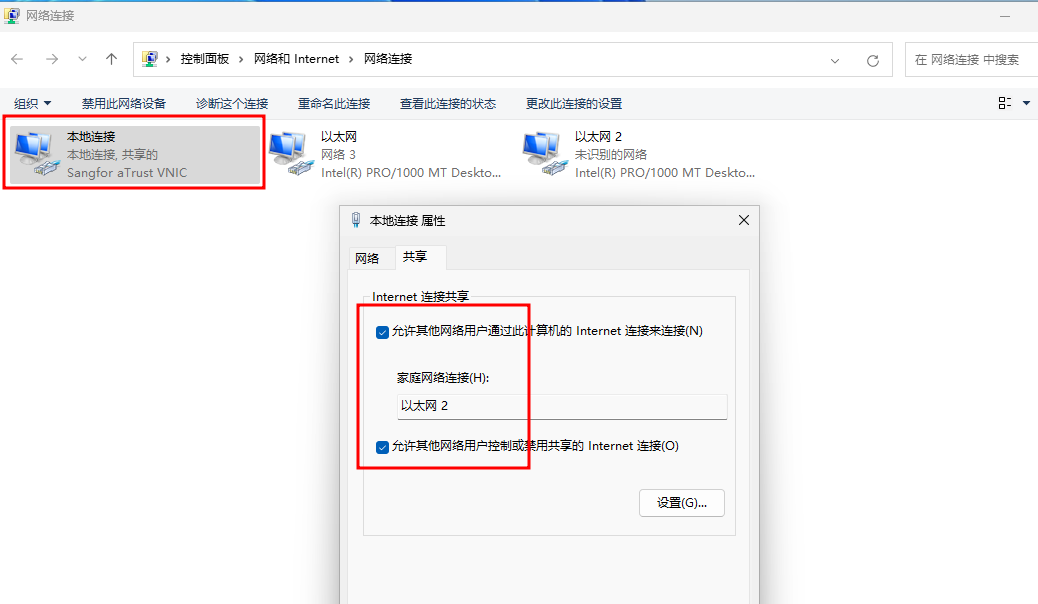 网络连接
控制面板 › 网络和 Internet › 网络连接
在 网络连接 中搜索
组织 禁用此网络设备 诊断这个连接 重命名此连接 查看此连接的状态 更改此连接的设置
本地连接
本地连接, 共享的
Sangfor aTrust VNIC
以太网
网络 3
Intel(R) PRO/1000 MT Deskto...
以太网 2
未识别的网络
Intel(R) PRO/1000 MT Deskto...
本地连接 属性
网络 共享
Internet 连接共享
允许其他网络用户通过此计算机的 Internet 连接来连接(N)
家庭网络连接(H):
以太网 2
允许其他网络用户控制或禁用共享的 Internet 连接(O)
设置(G)...